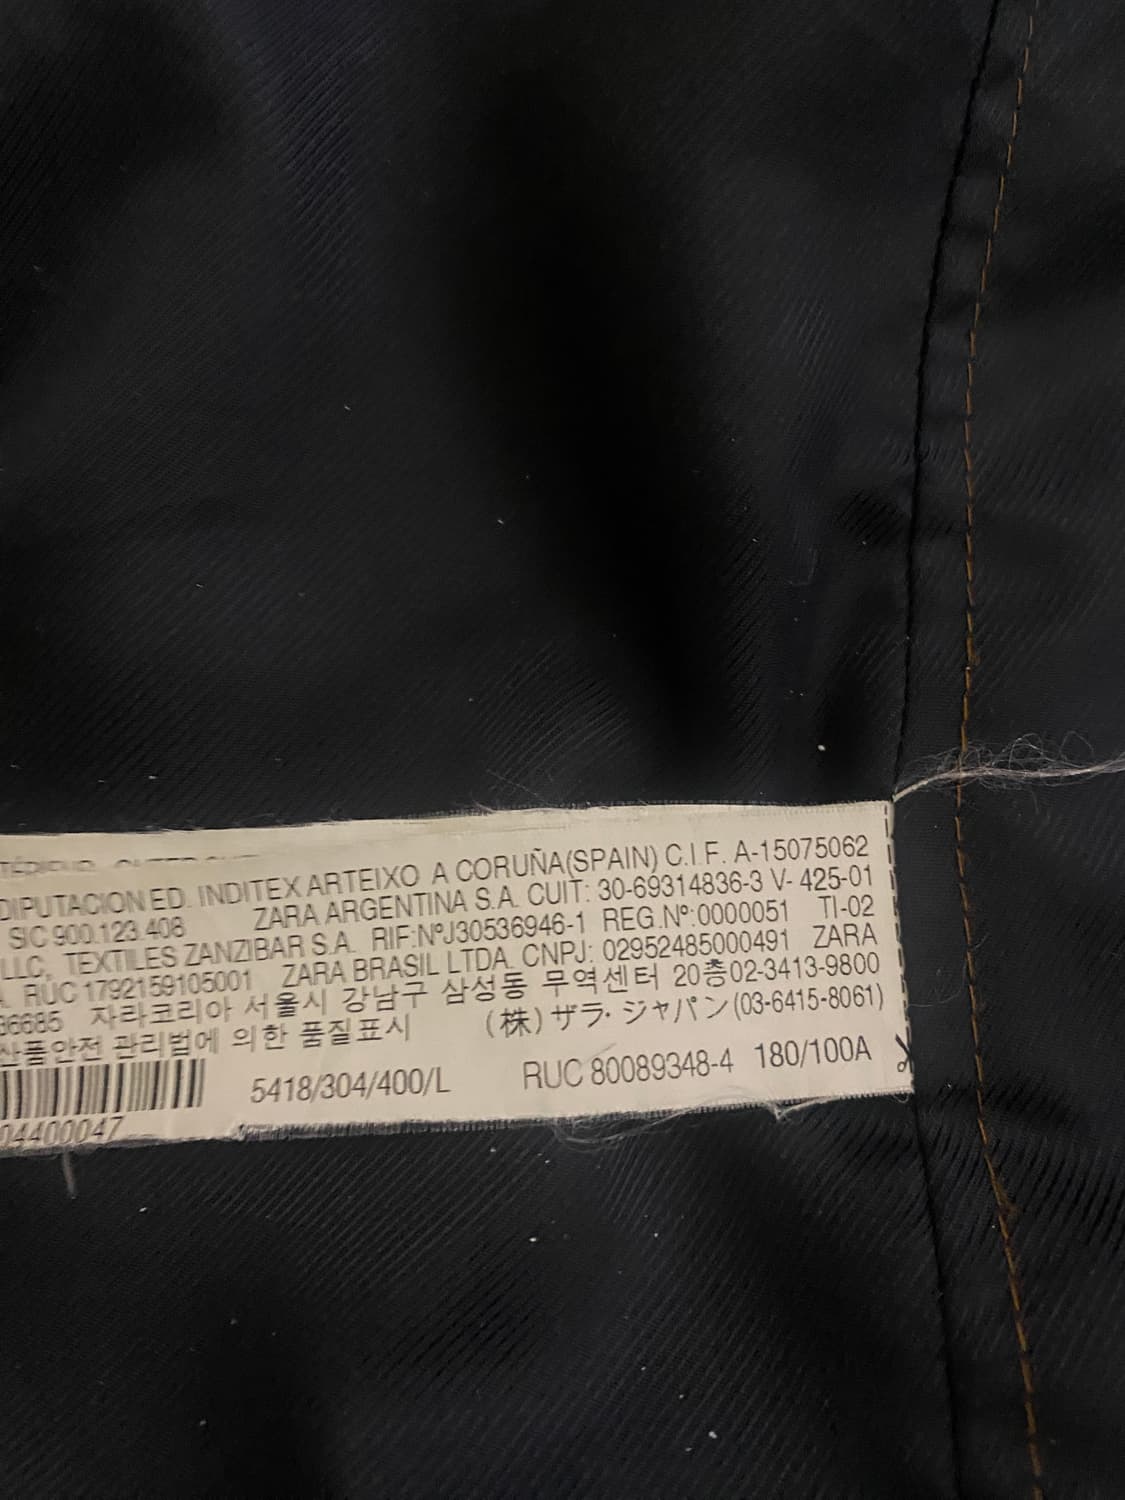 DIPUTACION ED. INDITEX ARTEIXO A CORUÑA(SPAIN) C.I.F. A-15075062
SIC 900.123.408 ZARA ARGENTINA S.A. CUIT: 30-69314836-3 V- 425-01
LLC, TEXTILES ZANZIBAR S.A. RIF:NºJ30536946-1 REG.Nº:0000051 TI-02
RUC 1792159105001 ZARA BRASIL LTDA. CNPJ: 02952485000491 ZARA
36685 자라코리아 서울시 강남구 삼성동 무역센터 20층02-3413-9800
산품안전 관리법에 의한 품질표시 (株)ザラ・ジャパン(03-6415-8061)
5418/304/400/L RUC 80089348-4 180/100A
04400047